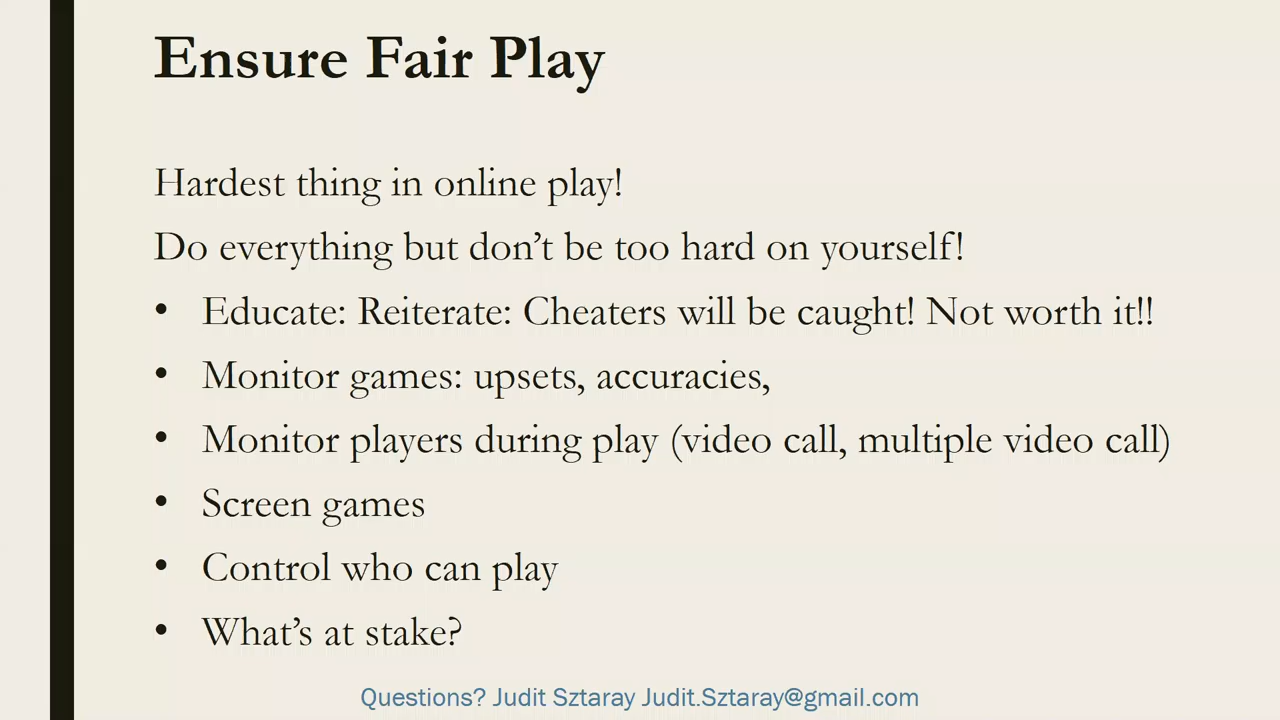 Ensure Fair Play
Hardest thing in online play!
Do everything but don’t be too hard on yourself!
• Educate: Reiterate: Cheaters will be caught! Not worth it!!
• Monitor games: upsets, accuracies,
• Monitor players during play (video call, multiple video call)
• Screen games
• Control who can play
• What’s at stake?
Questions? Judit Sztaray Judit.Sztaray@gmail.com